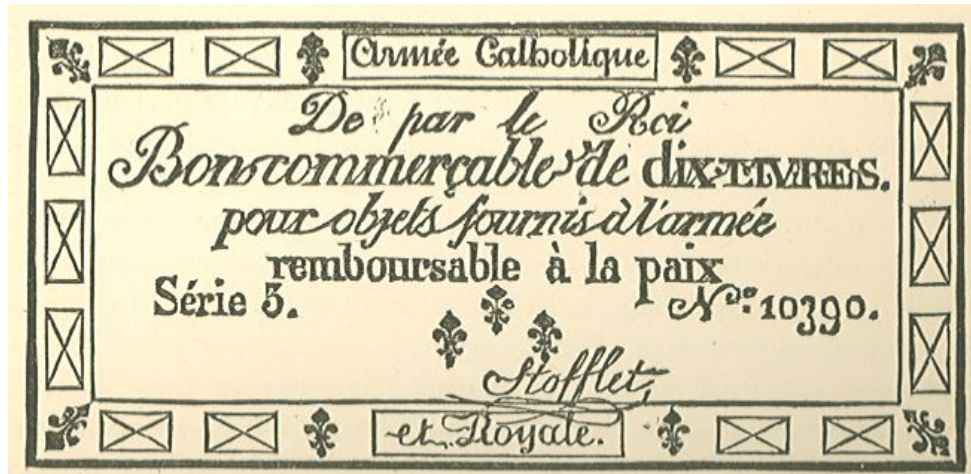 Armée Catholique
De par le Roi
Bon commerçable de dix LIVRES.
pour objets fournis à l'armée
remboursable à la paix
Série 3. N.ᵒ 10390.
Stofflet
et Royale.